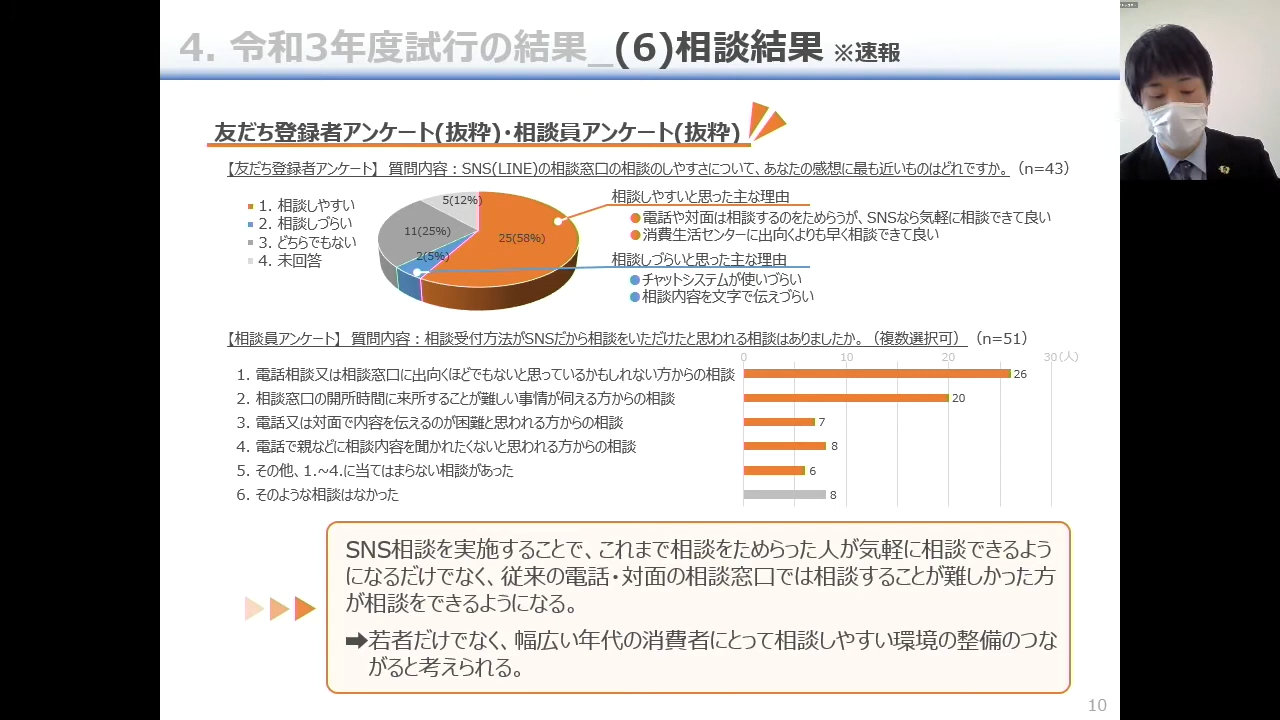 4. 令和3年度試行の結果_(6)相談結果 ※速報
友だち登録者アンケート(抜粋)・相談員アンケート(抜粋)
【友だち登録者アンケート】 質問内容：SNS(LINE)の相談窓口の相談のしやすさについて、あなたの感想に最も近いものはどれですか。（n=43）
1. 相談しやすい
2. 相談しづらい
3. どちらでもない
4. 未回答
5(12%)
11(25%)
25(58%)
2(5%)
相談しやすいと思った主な理由
●電話や対面は相談するのをためらうが、SNSなら気軽に相談できて良い
●消費生活センターに出向くよりも早く相談できて良い
相談しづらいと思った主な理由
●チャットシステムが使いづらい
●相談内容を文字で伝えづらい
【相談員アンケート】 質問内容：相談受付方法がSNSだから相談をいただけたと思われる相談はありましたか。（複数選択可）（n=51）
0 10 20 30(人)
1. 電話相談又は相談窓口に出向くほどでもないと思っているかもしれない方からの相談 26
2. 相談窓口の開所時間に来所することが難しい事情が伺える方からの相談 20
3. 電話又は対面で内容を伝えるのが困難と思われる方からの相談 7
4. 電話で親などに相談内容を聞かれたくないと思われる方からの相談 8
5. その他、1.~4.に当てはまらない相談があった 6
6. そのような相談はなかった 8
SNS相談を実施することで、これまで相談をためらった人が気軽に相談できるよう
になるだけでなく、従来の電話・対面の相談窓口では相談することが難しかった方
が相談をできるようになる。
➡若者だけでなく、幅広い年代の消費者にとって相談しやすい環境の整備のつな
がると考えられる。
10